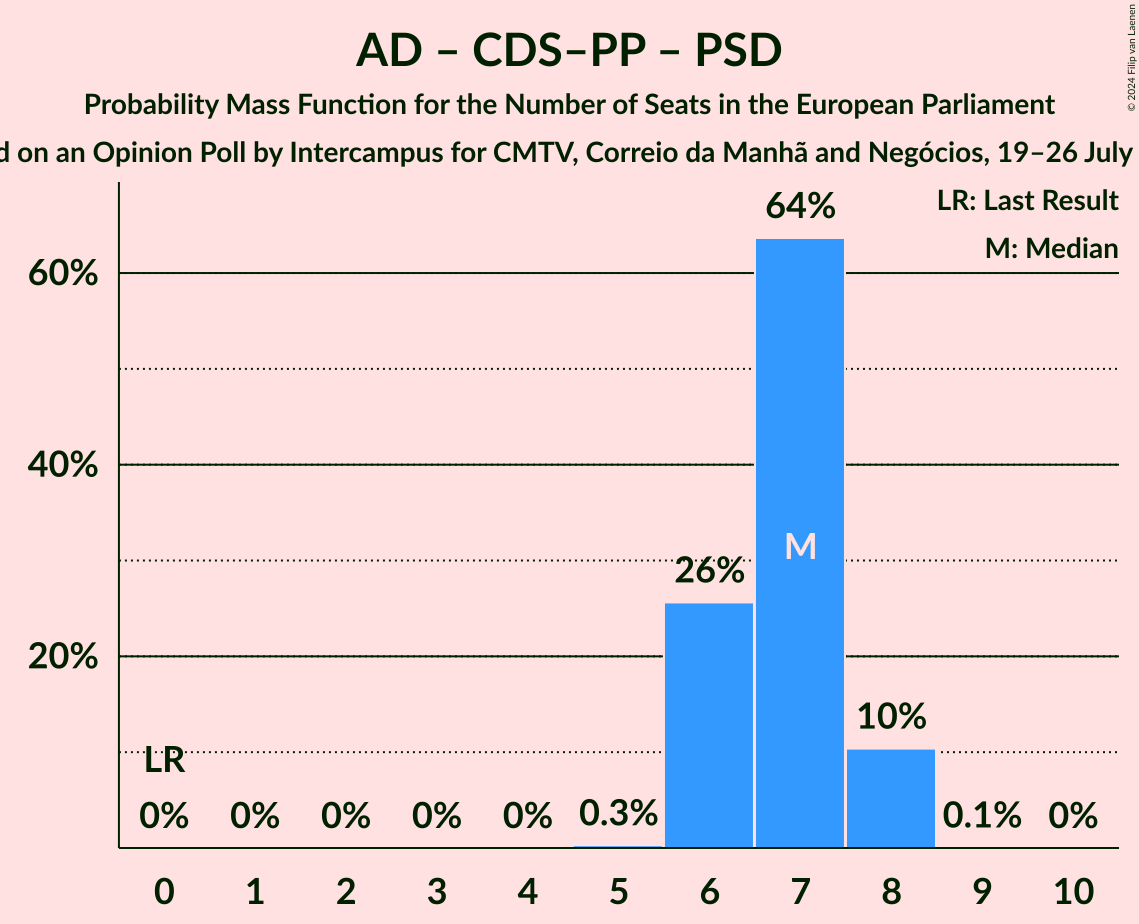 AD – CDS–PP – PSD
Probability Mass Function for the Number of Seats in the European Parliament
on an Opinion Poll by Intercampus for CMTV, Correio da Manhã and Negócios, 19–26 July
© 2024 Filip van Laenen
LR: Last Result
M: Median
60%
40%
20%
LR
0%
0%
0%
0%
0%
0.3%
26%
64%
M
10%
0.1%
0%
0 1 2 3 4 5 6 7 8 9 10